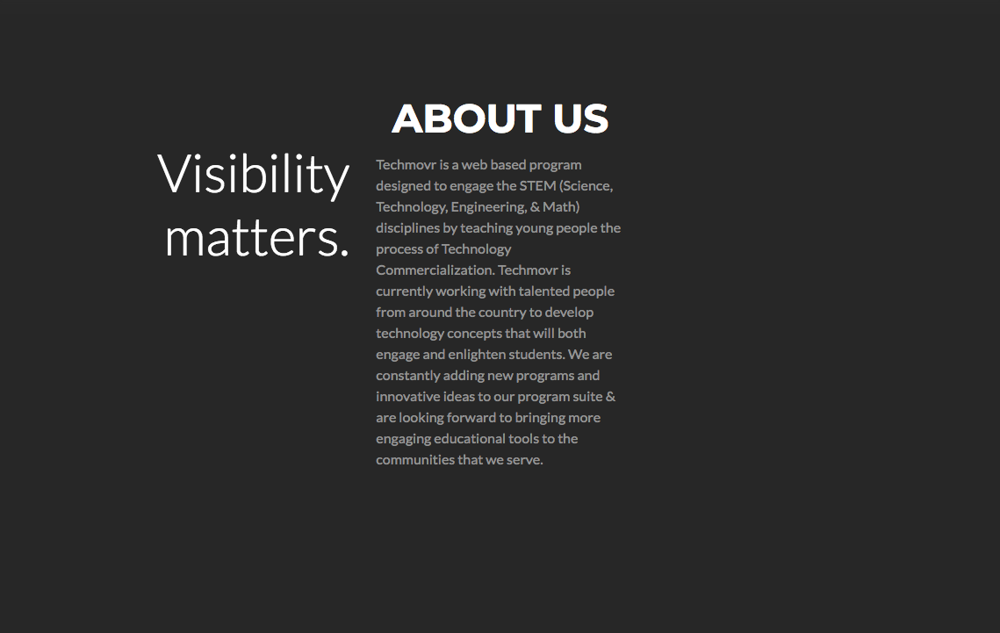 ABOUT US
Visibility
matters.
Techmovr is a web based program
designed to engage the STEM (Science,
Technology, Engineering, & Math)
disciplines by teaching young people the
process of Technology
Commercialization. Techmovr is
currently working with talented people
from around the country to develop
technology concepts that will both
engage and enlighten students. We are
constantly adding new programs and
innovative ideas to our program suite &
are looking forward to bringing more
engaging educational tools to the
communities that we serve.